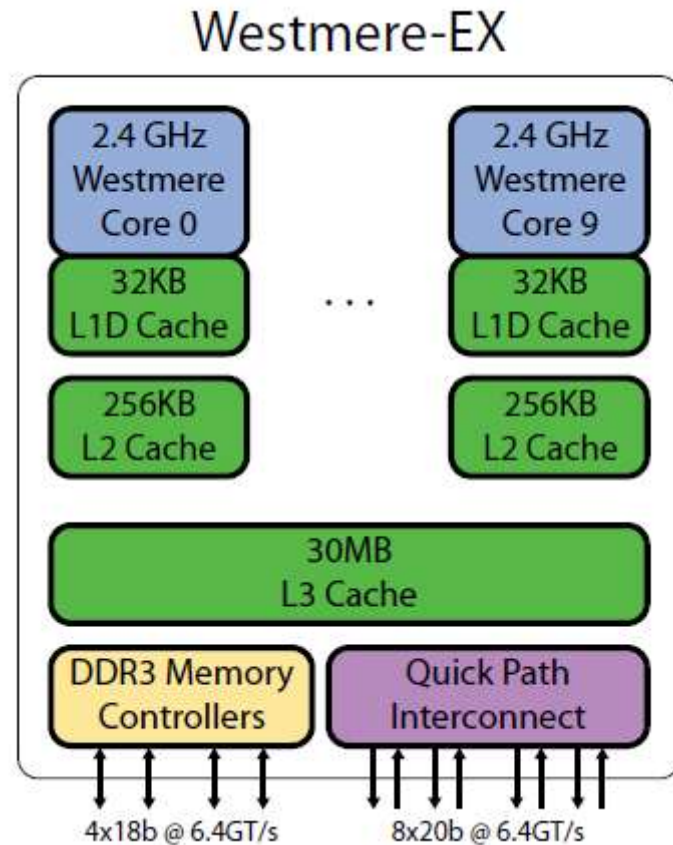 Westmere-EX
2.4 GHz
Westmere
Core 0
32KB
L1D Cache
256KB
L2 Cache
. . .
2.4 GHz
Westmere
Core 9
32KB
L1D Cache
256KB
L2 Cache
30MB
L3 Cache
DDR3 Memory
Controllers
Quick Path
Interconnect
4x18b @ 6.4GT/s
8x20b @ 6.4GT/s